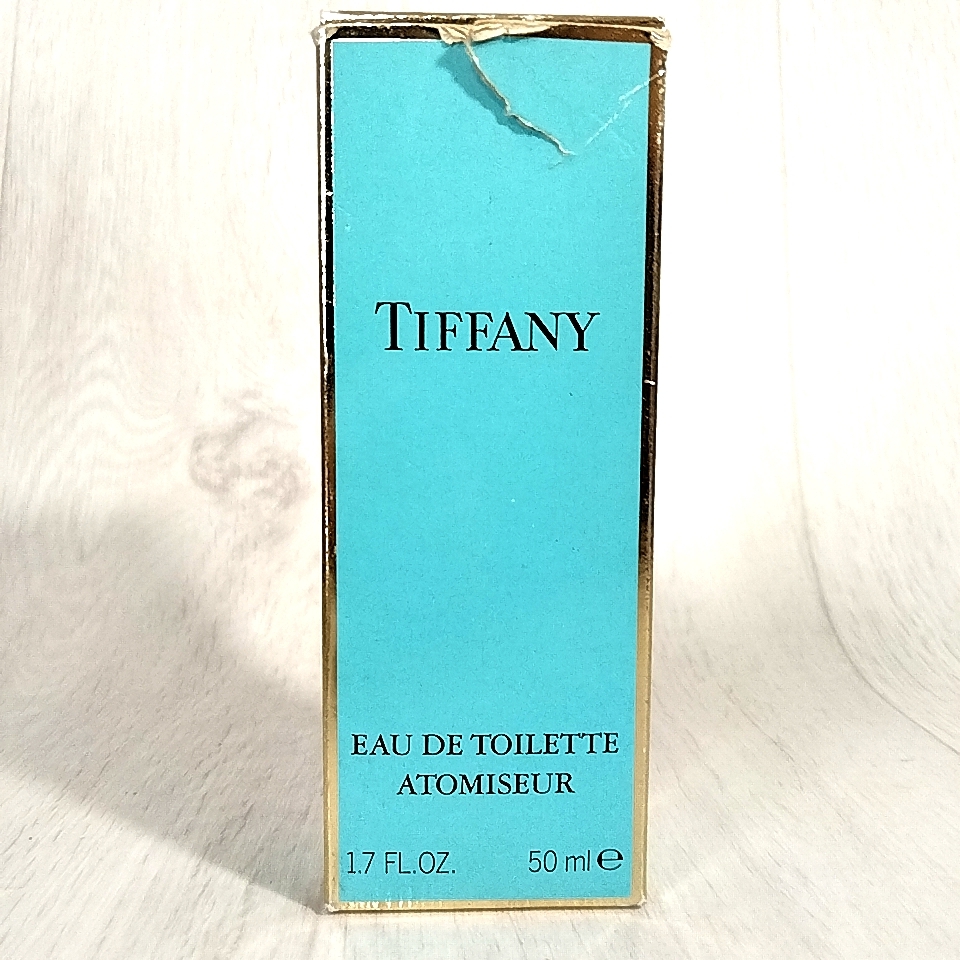 TIFFANY
EAU DE TOILETTE
ATOMISEUR
1.7 FL.OZ. 50 ml ℮